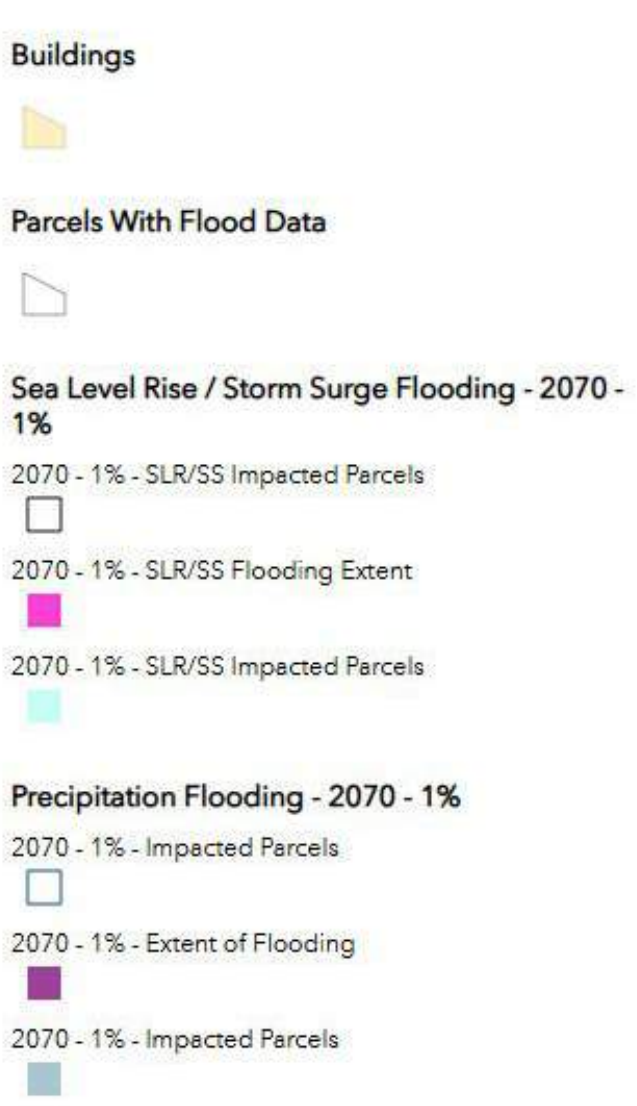 Buildings
Parcels With Flood Data
Sea Level Rise / Storm Surge Flooding - 2070 -
1%
2070 - 1% - SLR/SS Impacted Parcels
2070 - 1% - SLR/SS Flooding Extent
2070 - 1% - SLR/SS Impacted Parcels
Precipitation Flooding - 2070 - 1%
2070 - 1% - Impacted Parcels
2070 - 1% - Extent of Flooding
2070 - 1% - Impacted Parcels